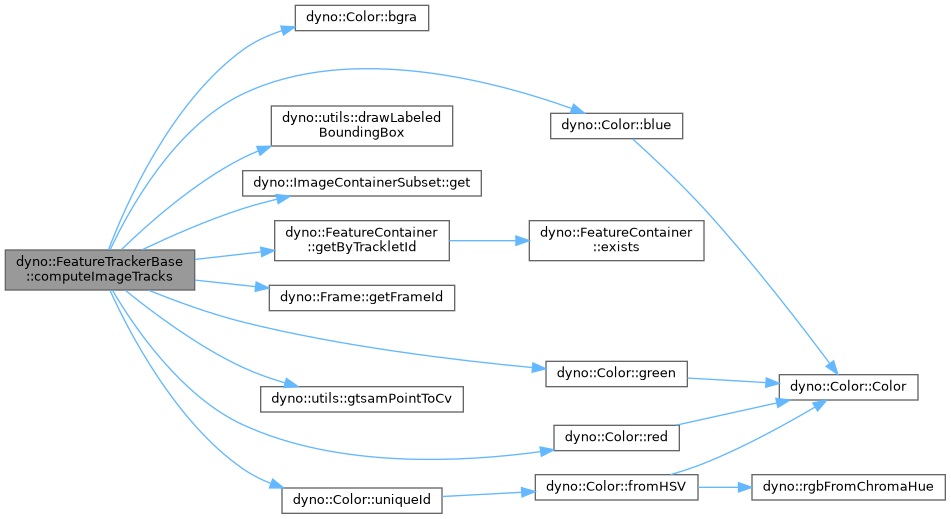 dyno::Color::bgra
dyno::Color::blue
dyno::utils::drawLabeled
BoundingBox
dyno::ImageContainerSubset::get
dyno::FeatureContainer
::getByTrackletId
dyno::FeatureContainer
::exists
dyno::FeatureTrackerBase
::computeImageTracks
dyno::Frame::getFrameId
dyno::Color::green
dyno::Color::Color
dyno::utils::gtsamPointToCv
dyno::Color::red
dyno::Color::uniqueId
dyno::Color::fromHSV
dyno::rgbFromChromaHue